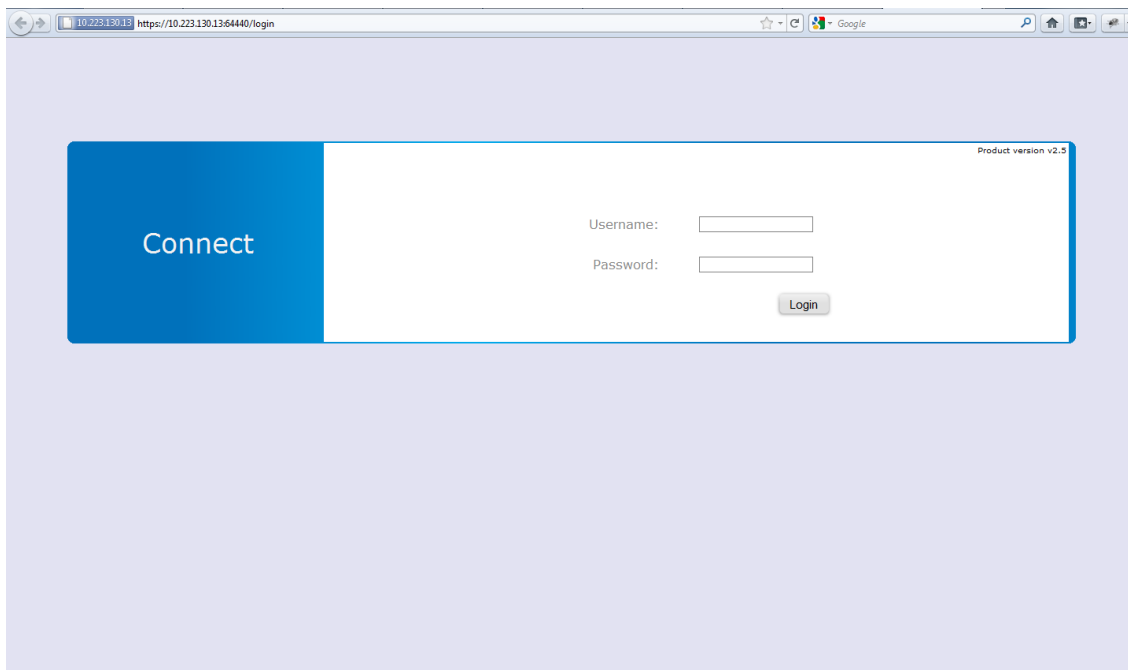 10.223.130.13 https://10.223.130.13:64440/login Google
Product version v2.5
Connect
Username:
Password:
Login